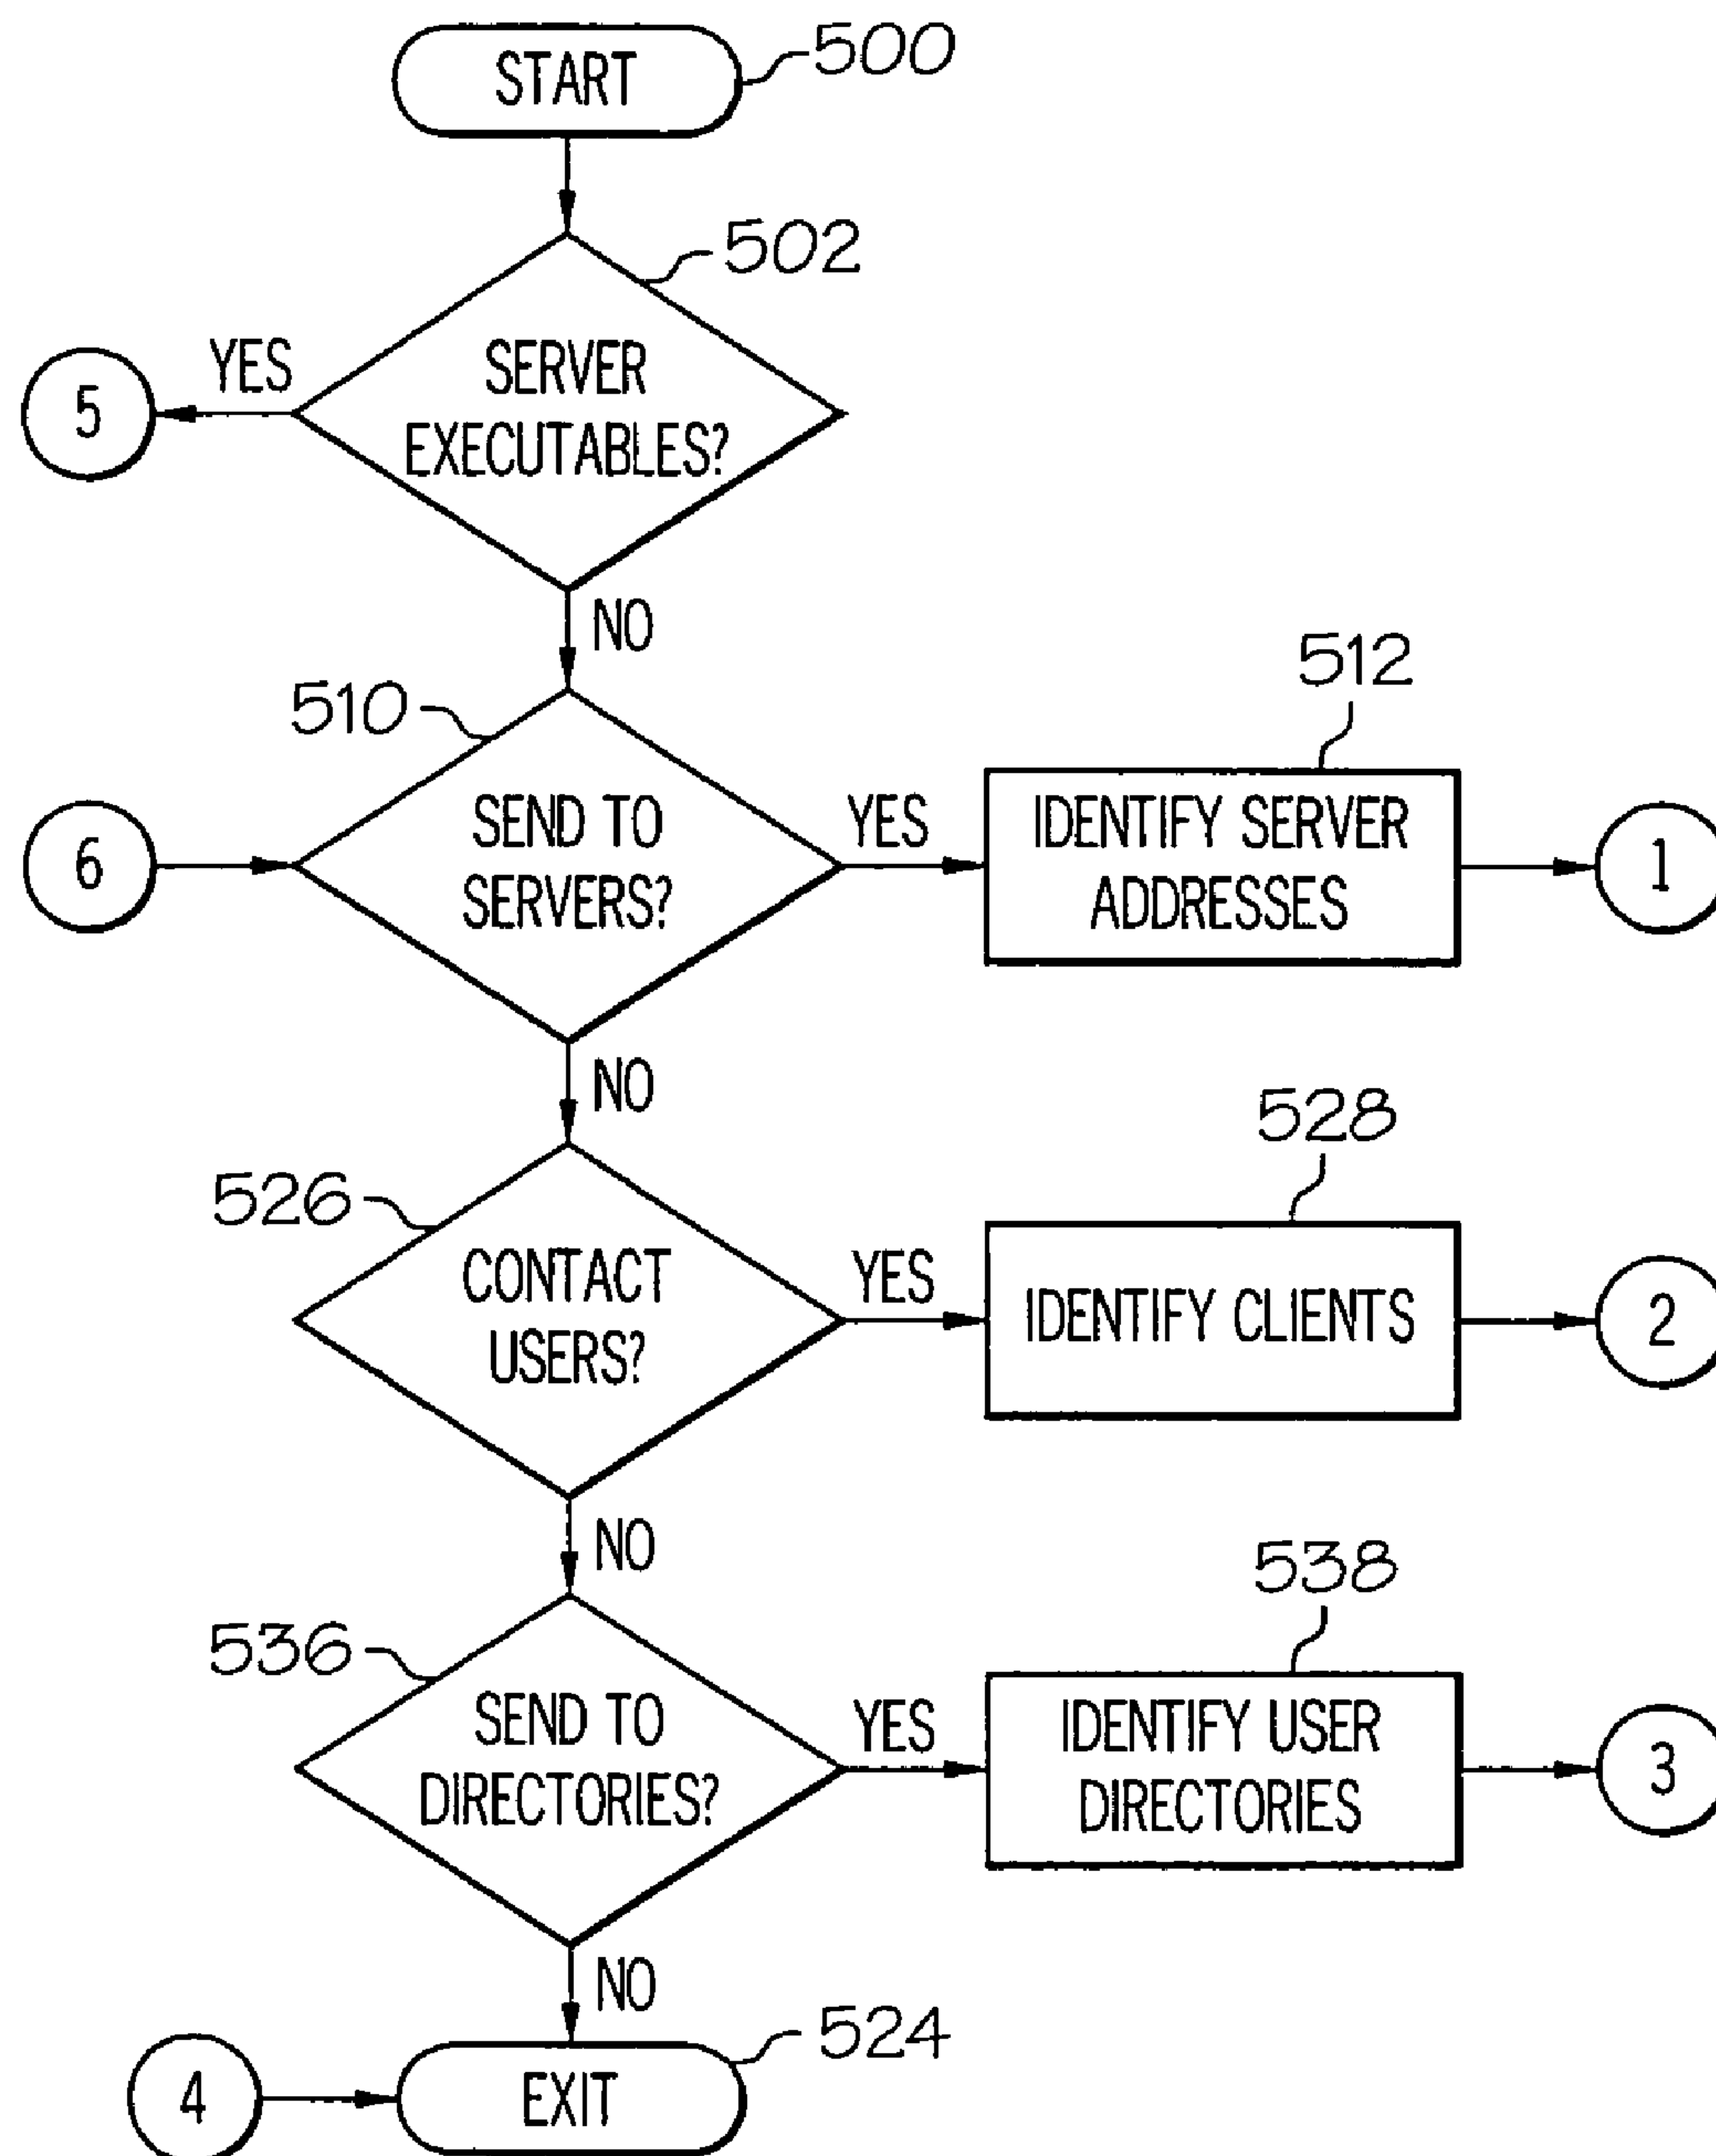 START
500
502
YES
5
SERVER
EXECUTABLES?
NO
510
512
6
SEND TO
SERVERS?
YES
IDENTIFY SERVER
ADDRESSES
1
NO
526
528
CONTACT
USERS?
YES
IDENTIFY CLIENTS
2
NO
536
538
SEND TO
DIRECTORIES?
YES
IDENTIFY USER
DIRECTORIES
3
NO
524
4
EXIT